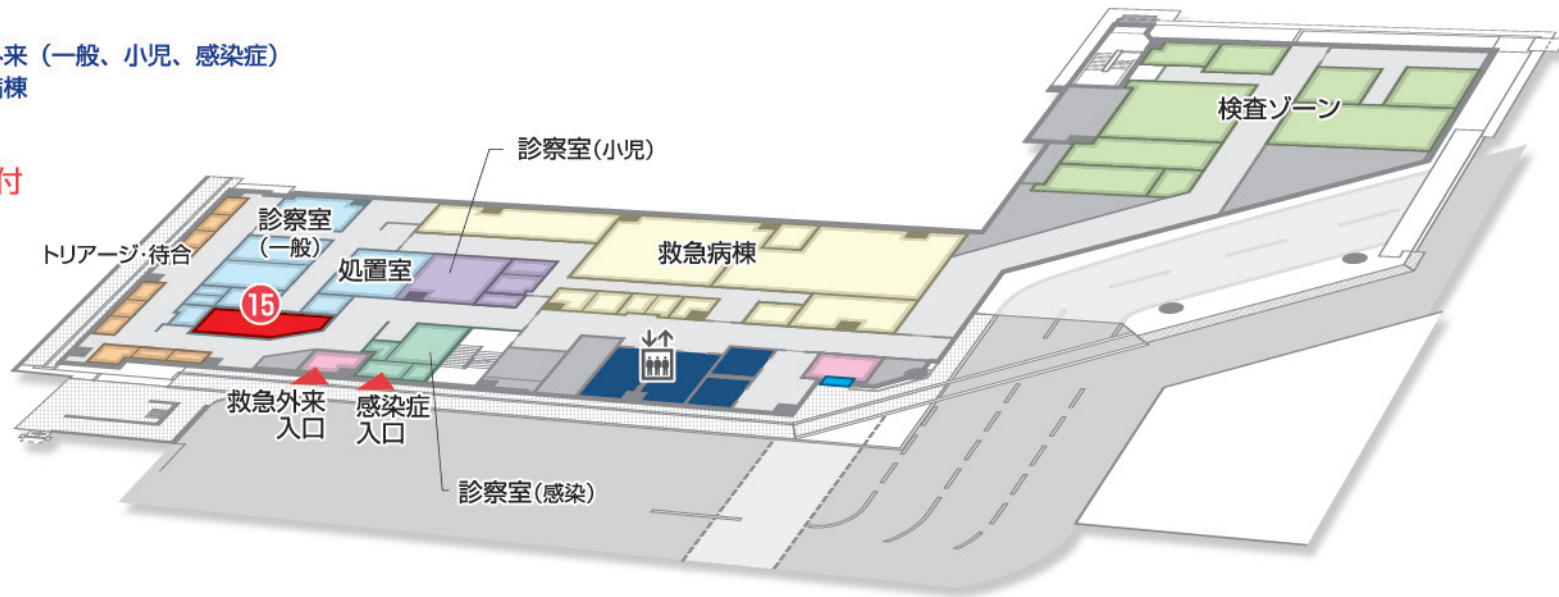 来（一般、小児、感染症）
病棟
付
診察室(小児)
検査ゾーン
診察室
(一般)
トリアージ・待合
処置室
救急病棟
15
救急外来
入口
感染症
入口
診察室(感染)